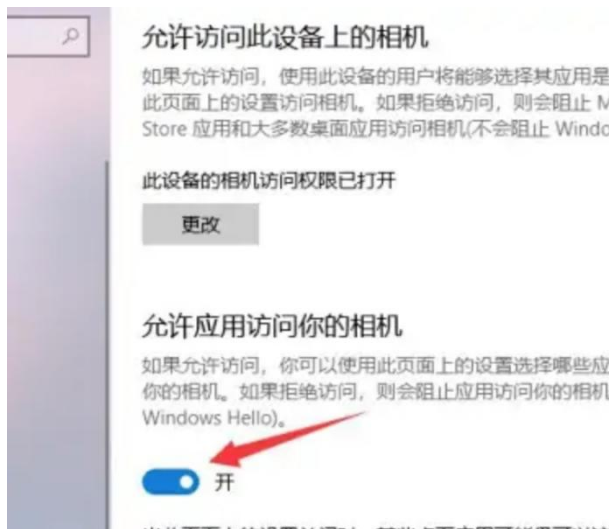 允许访问此设备上的相机
如果允许访问，使用此设备的用户将能够选择其应用是
此页面上的设置访问相机。如果拒绝访问，则会阻止 M
Store 应用和大多数桌面应用访问相机(不会阻止 Windo
此设备的相机访问权限已打开
更改
允许应用访问你的相机
如果允许访问，你可以使用此页面上的设置选择哪些应
你的相机。如果拒绝访问，则会阻止应用访问你的相机
Windows Hello)。
开